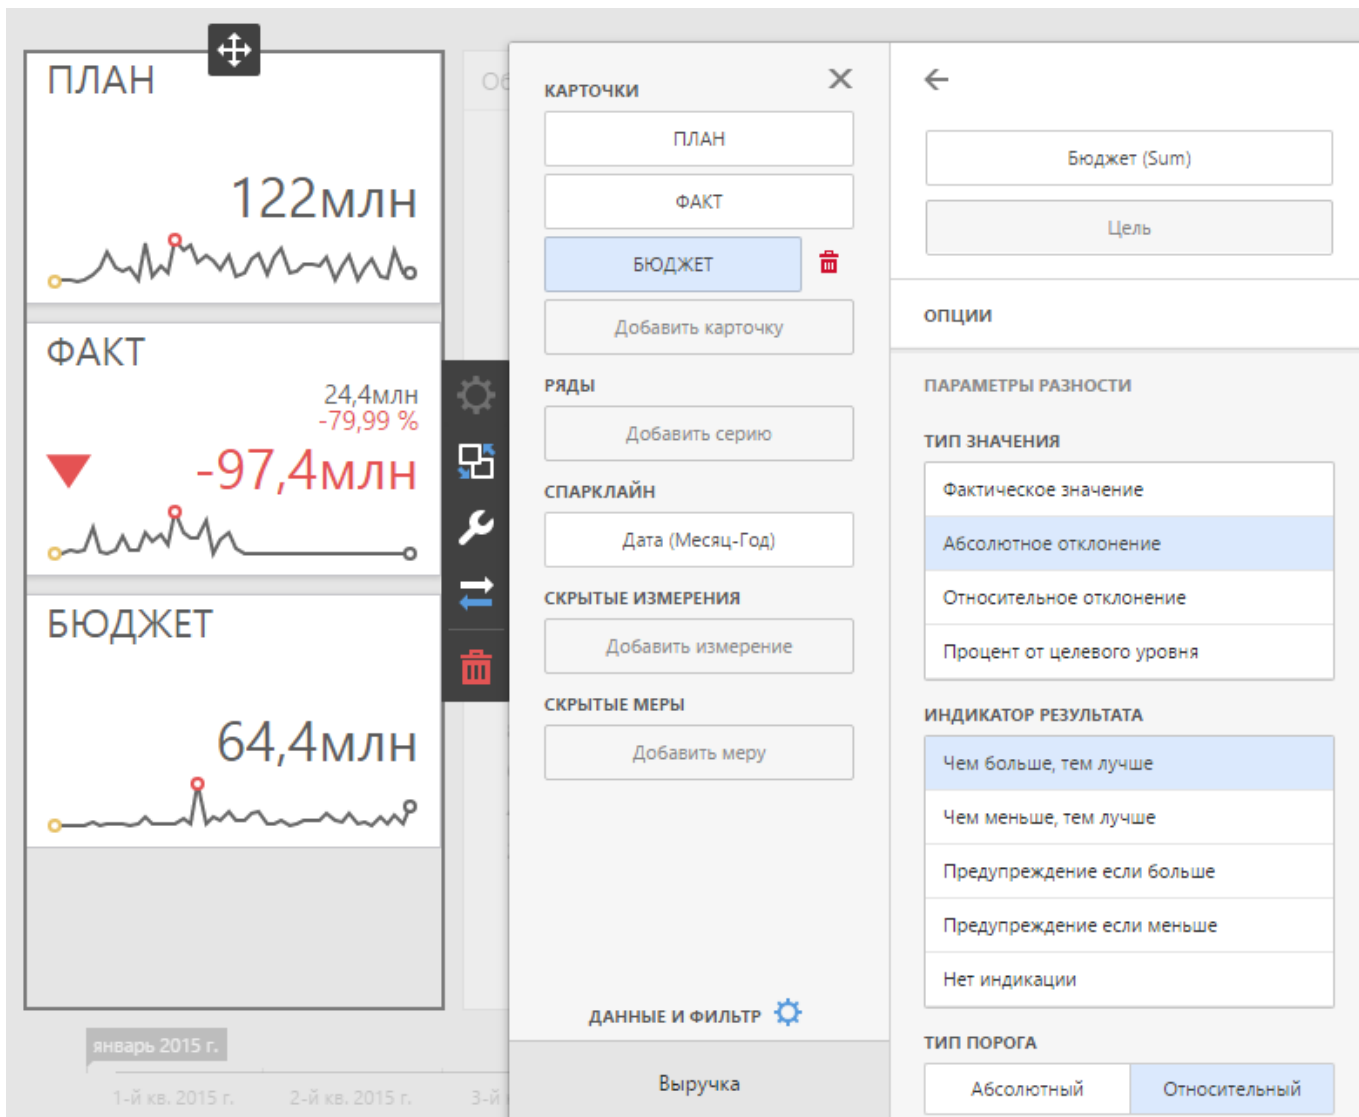 ПЛАН
122млн
ФАКТ
24,4млн
-79,99 %
-97,4млн
БЮДЖЕТ
64,4млн
январь 2015 г.
1-й кв. 2015 г.
2-й кв. 2015 г.
3-й
Об
КАРТОЧКИ
ПЛАН
ФАКТ
БЮДЖЕТ
Добавить карточку
РЯДЫ
Добавить серию
СПАРКЛАЙН
Дата (Месяц-Год)
СКРЫТЫЕ ИЗМЕРЕНИЯ
Добавить измерение
СКРЫТЫЕ МЕРЫ
Добавить меру
ДАННЫЕ И ФИЛЬТР
Выручка
Бюджет (Sum)
Цель
ОПЦИИ
ПАРАМЕТРЫ РАЗНОСТИ
ТИП ЗНАЧЕНИЯ
Фактическое значение
Абсолютное отклонение
Относительное отклонение
Процент от целевого уровня
ИНДИКАТОР РЕЗУЛЬТАТА
Чем больше, тем лучше
Чем меньше, тем лучше
Предупреждение если больше
Предупреждение если меньше
Нет индикации
ТИП ПОРОГА
Абсолютный
Относительный